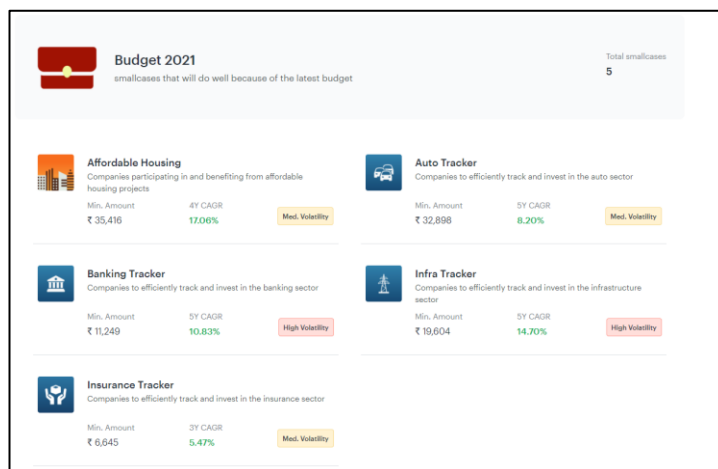 Budget 2021
smallcases that will do well because of the latest budget
Total smallcases
5
Affordable Housing
Companies participating in and benefiting from affordable
housing projects
Min. Amount 4Y CAGR
₹ 35,416 17.06% Med. Volatility
Auto Tracker
Companies to efficiently track and invest in the auto sector
Min. Amount 5Y CAGR
₹ 32,898 8.20% Med. Volatility
Banking Tracker
Companies to efficiently track and invest in the banking sector
Min. Amount 5Y CAGR
₹ 11,249 10.83% High Volatility
Infra Tracker
Companies to efficiently track and invest in the infrastructure
sector
Min. Amount 5Y CAGR
₹ 19,604 14.70% High Volatility
Insurance Tracker
Companies to efficiently track and invest in the insurance sector
Min. Amount 3Y CAGR
₹ 6,645 5.47% Med. Volatility